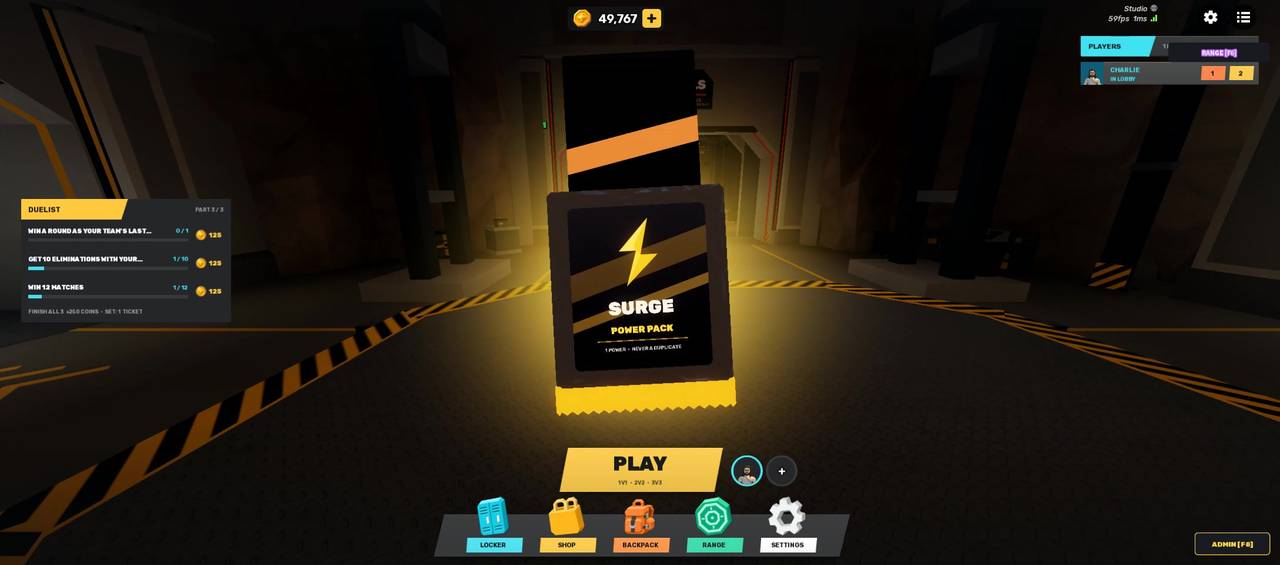 49,767 +
Studio
59fps 1ms
PLAYERS
RANGE [F6]
CHARLIE
IN LOBBY
1 2
DUELIST
PART 3 / 3
WIN A ROUND AS YOUR TEAM'S LAST...
0 / 1
125
GET 10 ELIMINATIONS WITH YOUR...
1 / 10
125
WIN 12 MATCHES
1 / 12
125
FINISH ALL 3 +250 COINS · SET: 1 TICKET
SURGE
POWER PACK
1 POWER · NEVER A DUPLICATE
PLAY
1V1 · 2V2 · 3V3
+
LOCKER
SHOP
BACKPACK
RANGE
SETTINGS
ADMIN [F8]